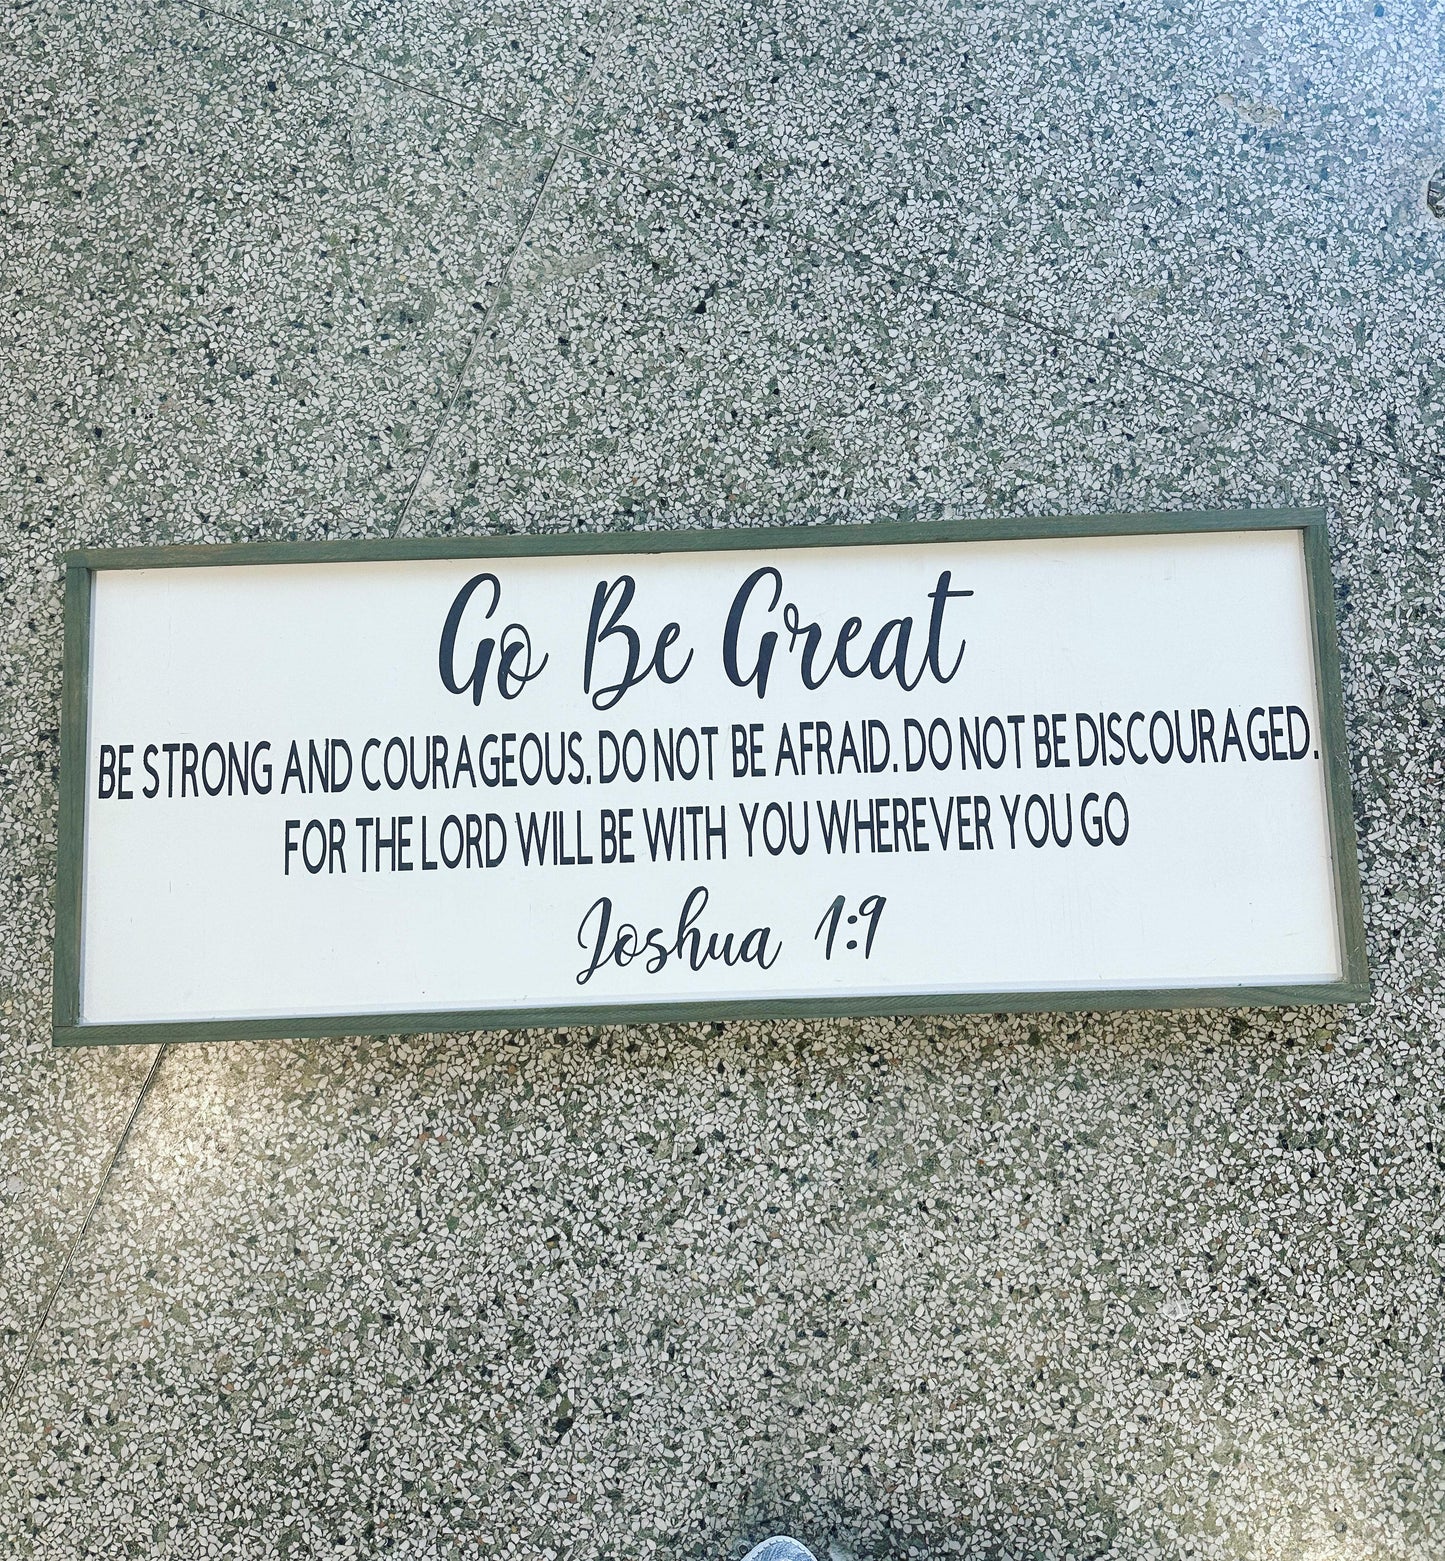 Go Be Great
BE STRONG AND COURAGEOUS. DO NOT BE AFRAID. DO NOT BE DISCOURAGED.
FOR THE LORD WILL BE WITH YOU WHEREVER YOU GO
Joshua 1:9